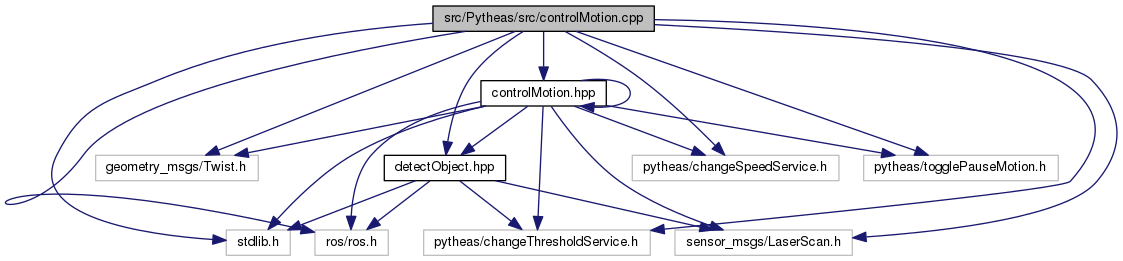 src/Pytheas/src/controlMotion.cpp
controlMotion.hpp
geometry_msgs/Twist.h
detectObject.hpp
pytheas/changeSpeedService.h
pytheas/togglePauseMotion.h
stdlib.h
ros/ros.h
pytheas/changeThresholdService.h
sensor_msgs/LaserScan.h